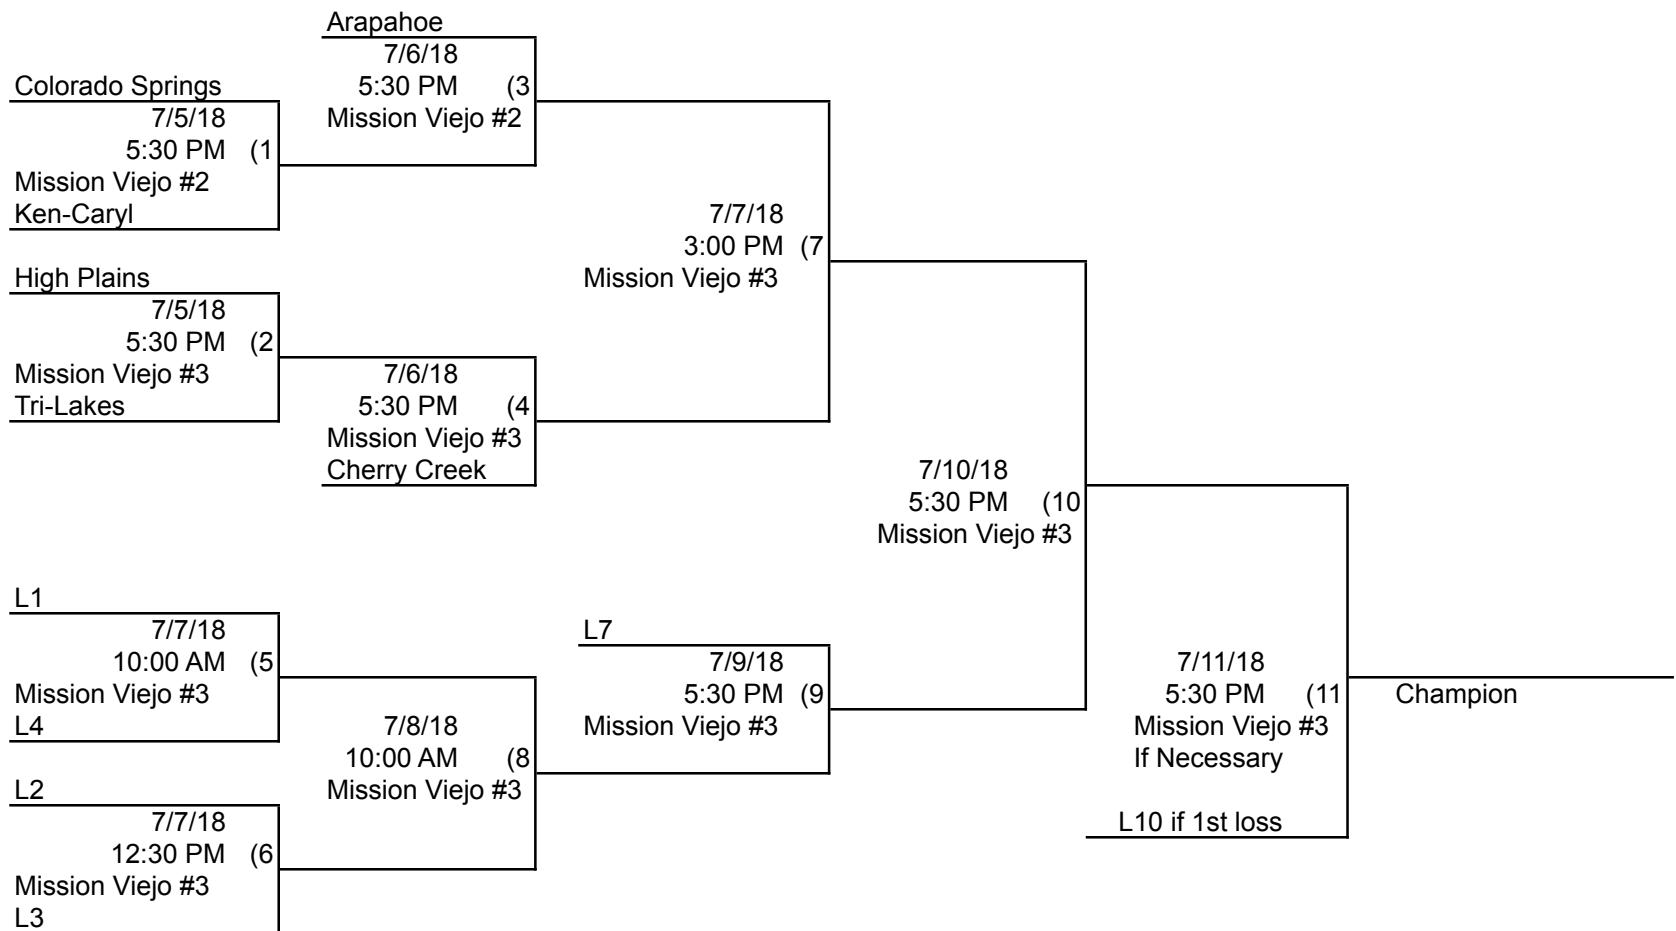 Arapahoe
7/6/18
5:30 PM (3
Mission Viejo #2
Colorado Springs
7/5/18
5:30 PM (1
Mission Viejo #2
Ken-Caryl
7/7/18
3:00 PM (7
Mission Viejo #3
High Plains
7/5/18
5:30 PM (2
Mission Viejo #3
Tri-Lakes
7/6/18
5:30 PM (4
Mission Viejo #3
Cherry Creek
7/10/18
5:30 PM (10
Mission Viejo #3
L1
7/7/18
10:00 AM (5
Mission Viejo #3
L4
L7
7/9/18
5:30 PM (9
Mission Viejo #3
7/11/18
5:30 PM (11
Mission Viejo #3
If Necessary
Champion
7/8/18
10:00 AM (8
Mission Viejo #3
L2
7/7/18
12:30 PM (6
Mission Viejo #3
L3
L10 if 1st loss